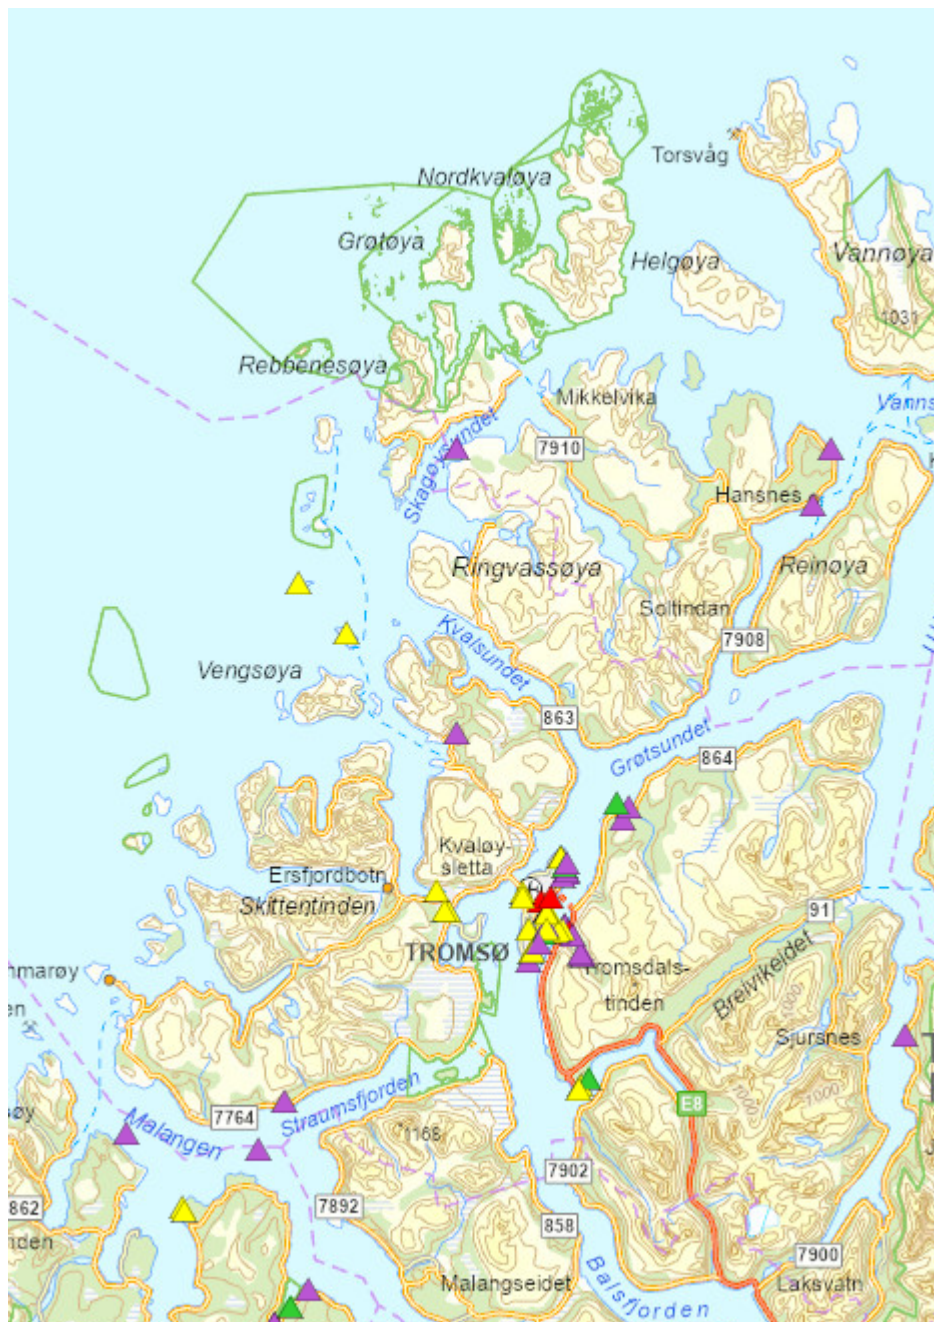 Torsvåg
Nordkvaløya
Grøtøya
Helgøya
Vannøya
1031
Rebbenesøya
Mikkelvika
Skagøysundet
7910
Hansnes
Ringvassøya
Reinøya
Soltindan
Kvalsundet
7908
Vengsøya
863
Grøtsundet
864
Kvaløy-
sletta
Ersfjordbotn
Skittentinden
91
TROMSØ
Tromsdals-
tinden
Breivikeidet
1000
Sjursnes
Straumsfjorden
7764
E8
1000
Malangen
1168
7902
862
7892
858
7900
Malangseidet
Balsfjorden
Laksvatn